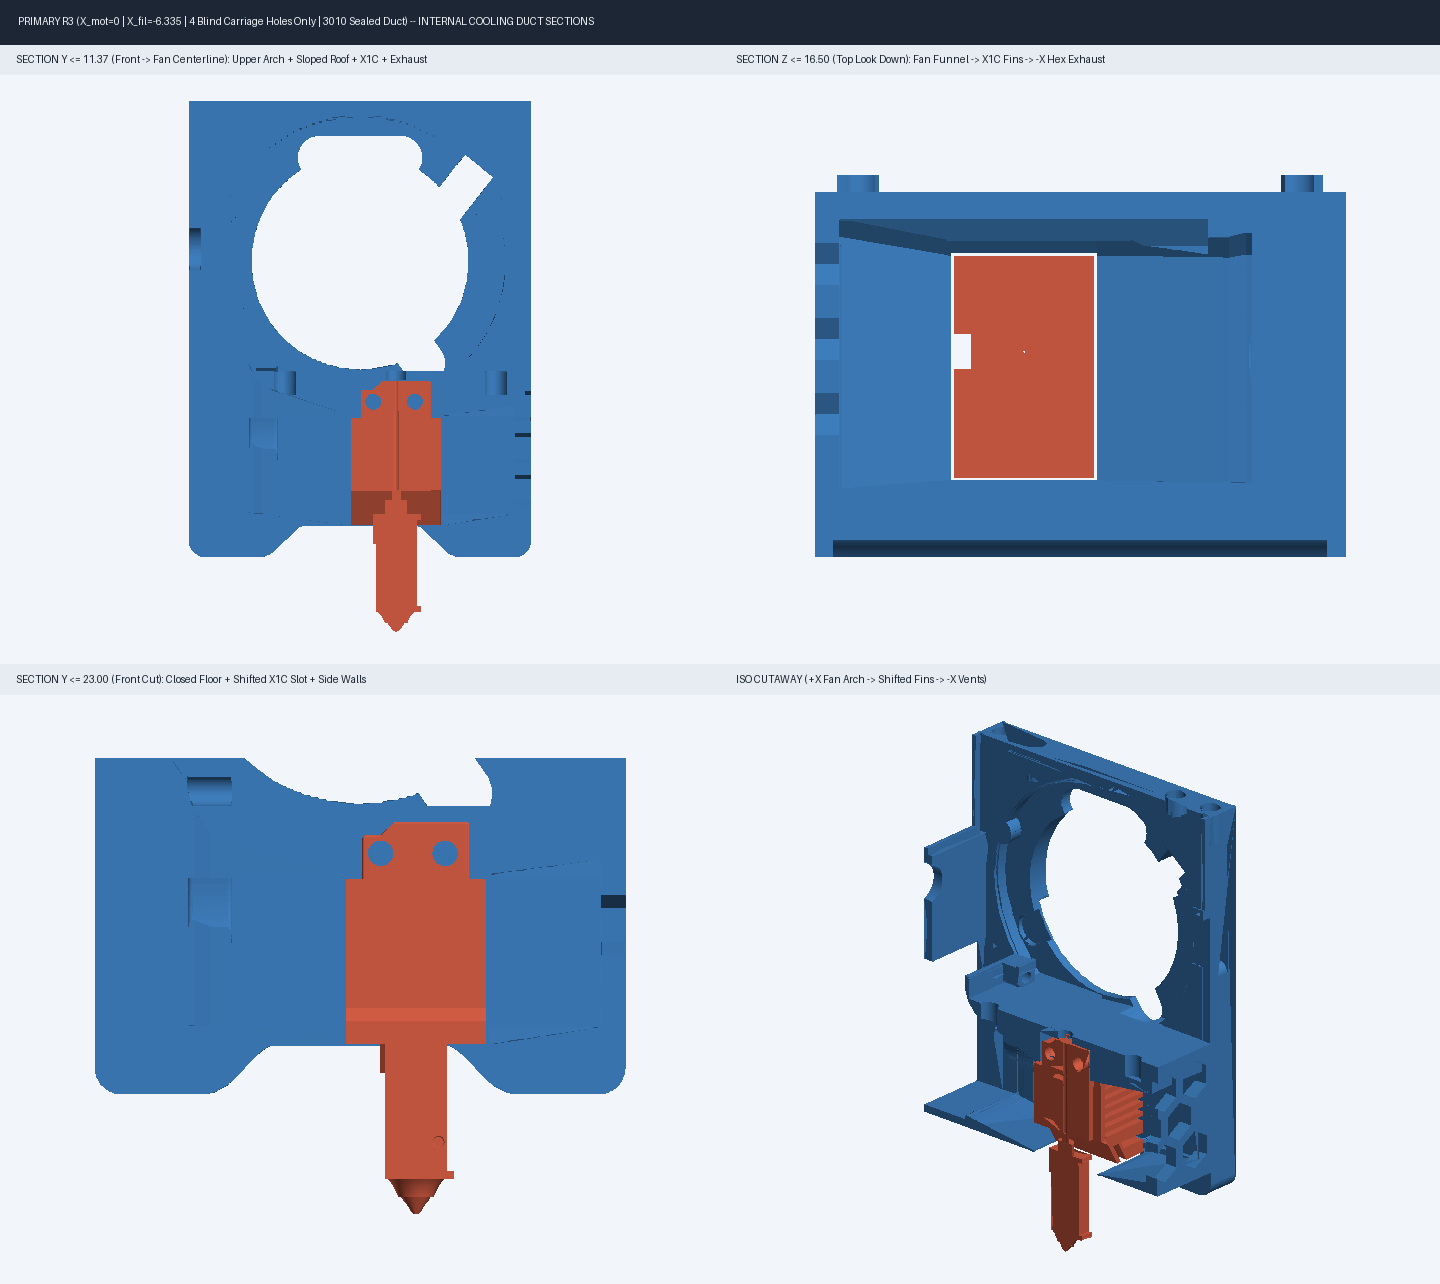 PRIMARY R3 (X_mot=0 | X_fil=-6.335 | 4 Blind Carriage Holes Only | 3010 Sealed Duct) -- INTERNAL COOLING DUCT SECTIONS
SECTION Y <= 11.37 (Front -> Fan Centerline): Upper Arch + Sloped Roof + X1C + Exhaust
SECTION Z <= 16.50 (Top Look Down): Fan Funnel -> X1C Fins -> -X Hex Exhaust
SECTION Y <= 23.00 (Front Cut): Closed Floor + Shifted X1C Slot + Side Walls
ISO CUTAWAY (+X Fan Arch -> Shifted Fins -> -X Vents)